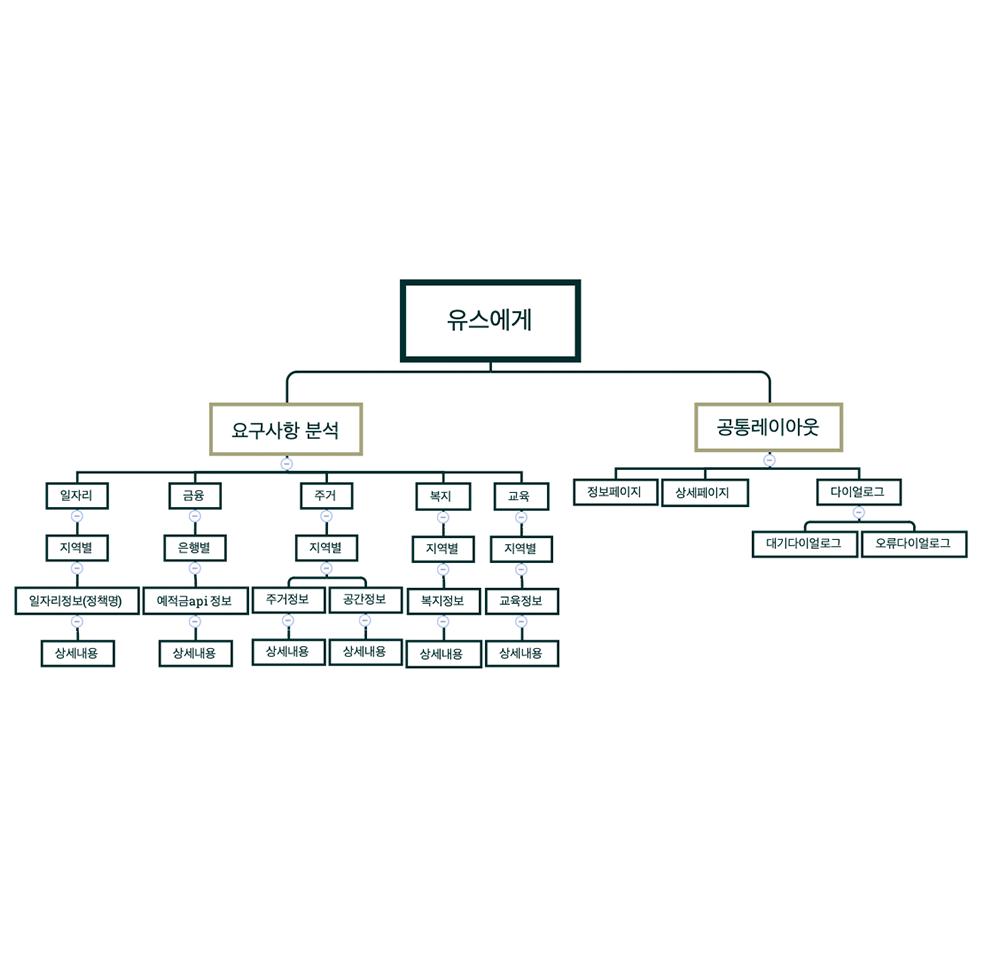 유스에게
요구사항 분석
공통레이아웃
일자리
금융
주거
복지
교육
정보페이지
상세페이지
다이얼로그
지역별
은행별
지역별
지역별
지역별
대기다이얼로그
오류다이얼로그
일자리정보(정책명)
예적금api 정보
주거정보
공간정보
복지정보
교육정보
상세내용
상세내용
상세내용
상세내용
상세내용
상세내용